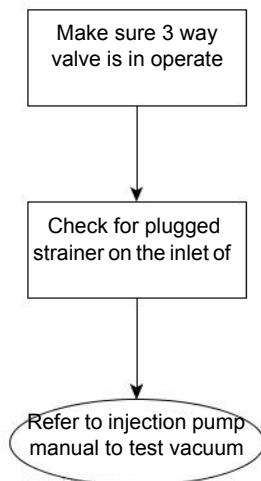 Make sure 3 way
valve is in operate
Check for plugged
strainer on the inlet of
Refer to injection pump
manual to test vacuum